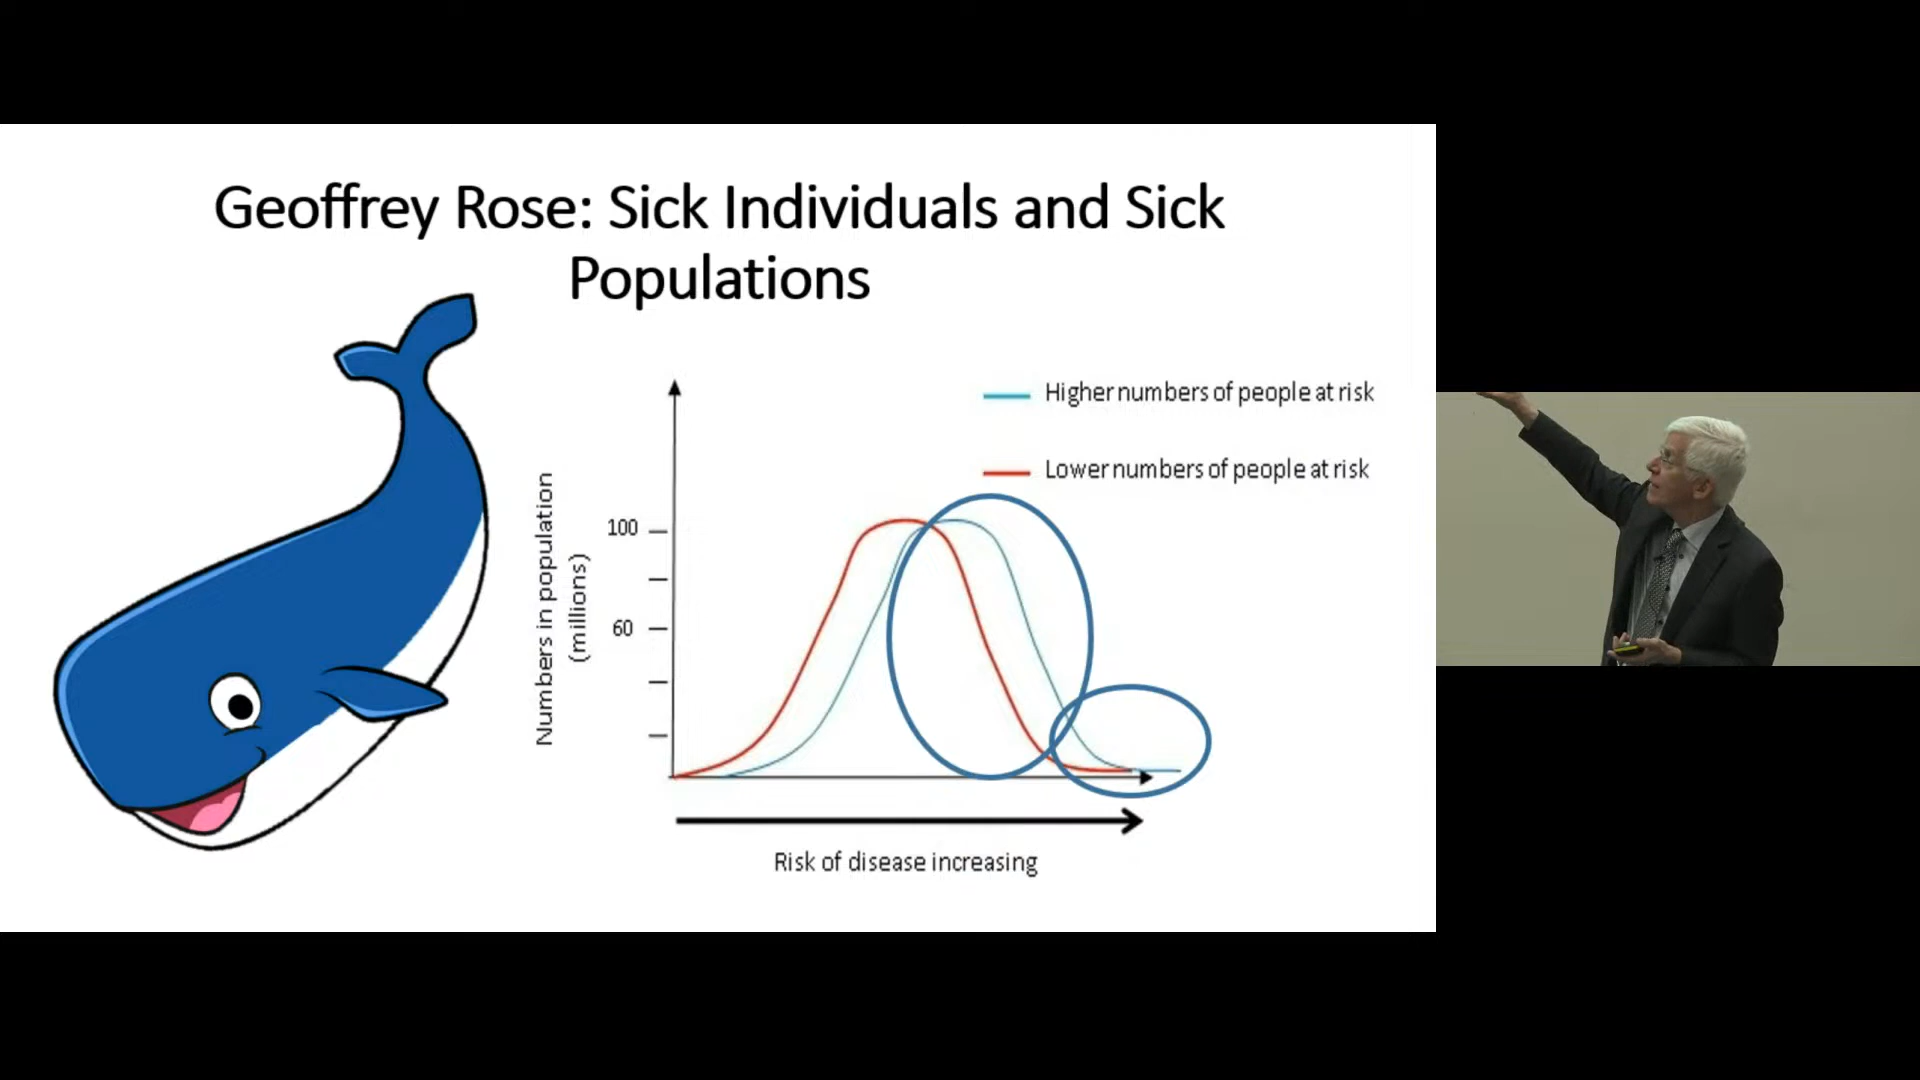 Geoffrey Rose: Sick Individuals and Sick
Populations
Higher numbers of people at risk
Lower numbers of people at risk
Numbers in population
(millions)
100
60
Risk of disease increasing